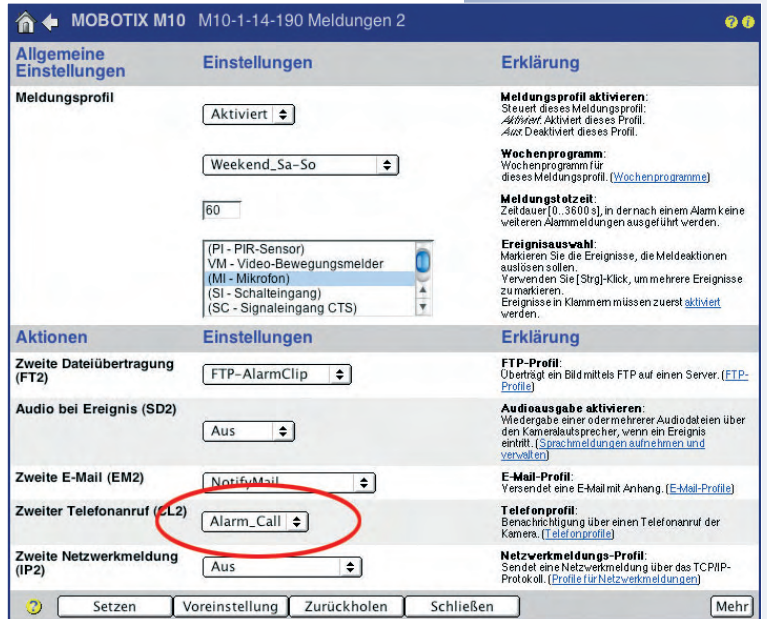 MOBOTIX M10 M10-1-14-190 Meldungen 2
Allgemeine
Einstellungen
Einstellungen
Erklärung
Meldungsprofil
Aktiviert
Meldungsprofil aktivieren:
Steuert dieses Meldungsprofil:
Aktiviert: Aktiviert dieses Profil.
Aus: Deaktiviert dieses Profil.
Weekend_Sa-So
Wochenprogramm:
Wochenprogramm für
dieses Meldungsprofil. (Wochenprogramme)
60
Meldungstotzeit:
Zeitdauer [0..3600 s], in der nach einem Alarm keine
weiteren Alarmmeldungen ausgeführt werden.
(PI - PIR-Sensor)
VM - Video-Bewegungsmelder
(MI - Mikrofon)
(SI - Schalteingang)
(SC - Signaleingang CTS)
Ereignisauswahl:
Markieren Sie die Ereignisse, die Meldeaktionen
auslösen sollen.
Verwenden Sie [Strg]-Klick, um mehrere Ereignisse
zu markieren.
Ereignisse in Klammern müssen zuerst aktiviert
werden.
Aktionen
Einstellungen
Erklärung
Zweite Dateiübertragung
(FT2)
FTP-AlarmClip
FTP-Profil:
Überträgt ein Bild mittels FTP auf einen Server. (FTP-
Profile)
Audio bei Ereignis (SD2)
Aus
Audioausgabe aktivieren:
Wiedergabe einer oder mehrerer Audiodateien über
den Kameralautsprecher, wenn ein Ereignis
eintritt. (Sprachmeldungen aufnehmen und
verwalten)
Zweite E-Mail (EM2)
NotifyMail
E-Mail-Profil:
Versendet eine E-Mail mit Anhang. (E-Mail-Profile)
Zweiter Telefonanruf (CL2)
Alarm_Call
Telefonprofil:
Benachrichtigung über einen Telefonanruf der
Kamera. (Telefonprofile)
Zweite Netzwerkmeldung
(IP2)
Aus
Netzwerkmeldungs-Profil:
Sendet eine Netzwerkmeldung über das TCP/IP-
Protokoll. (Profile für Netzwerkmeldungen)
Setzen Voreinstellung Zurückholen Schließen Mehr